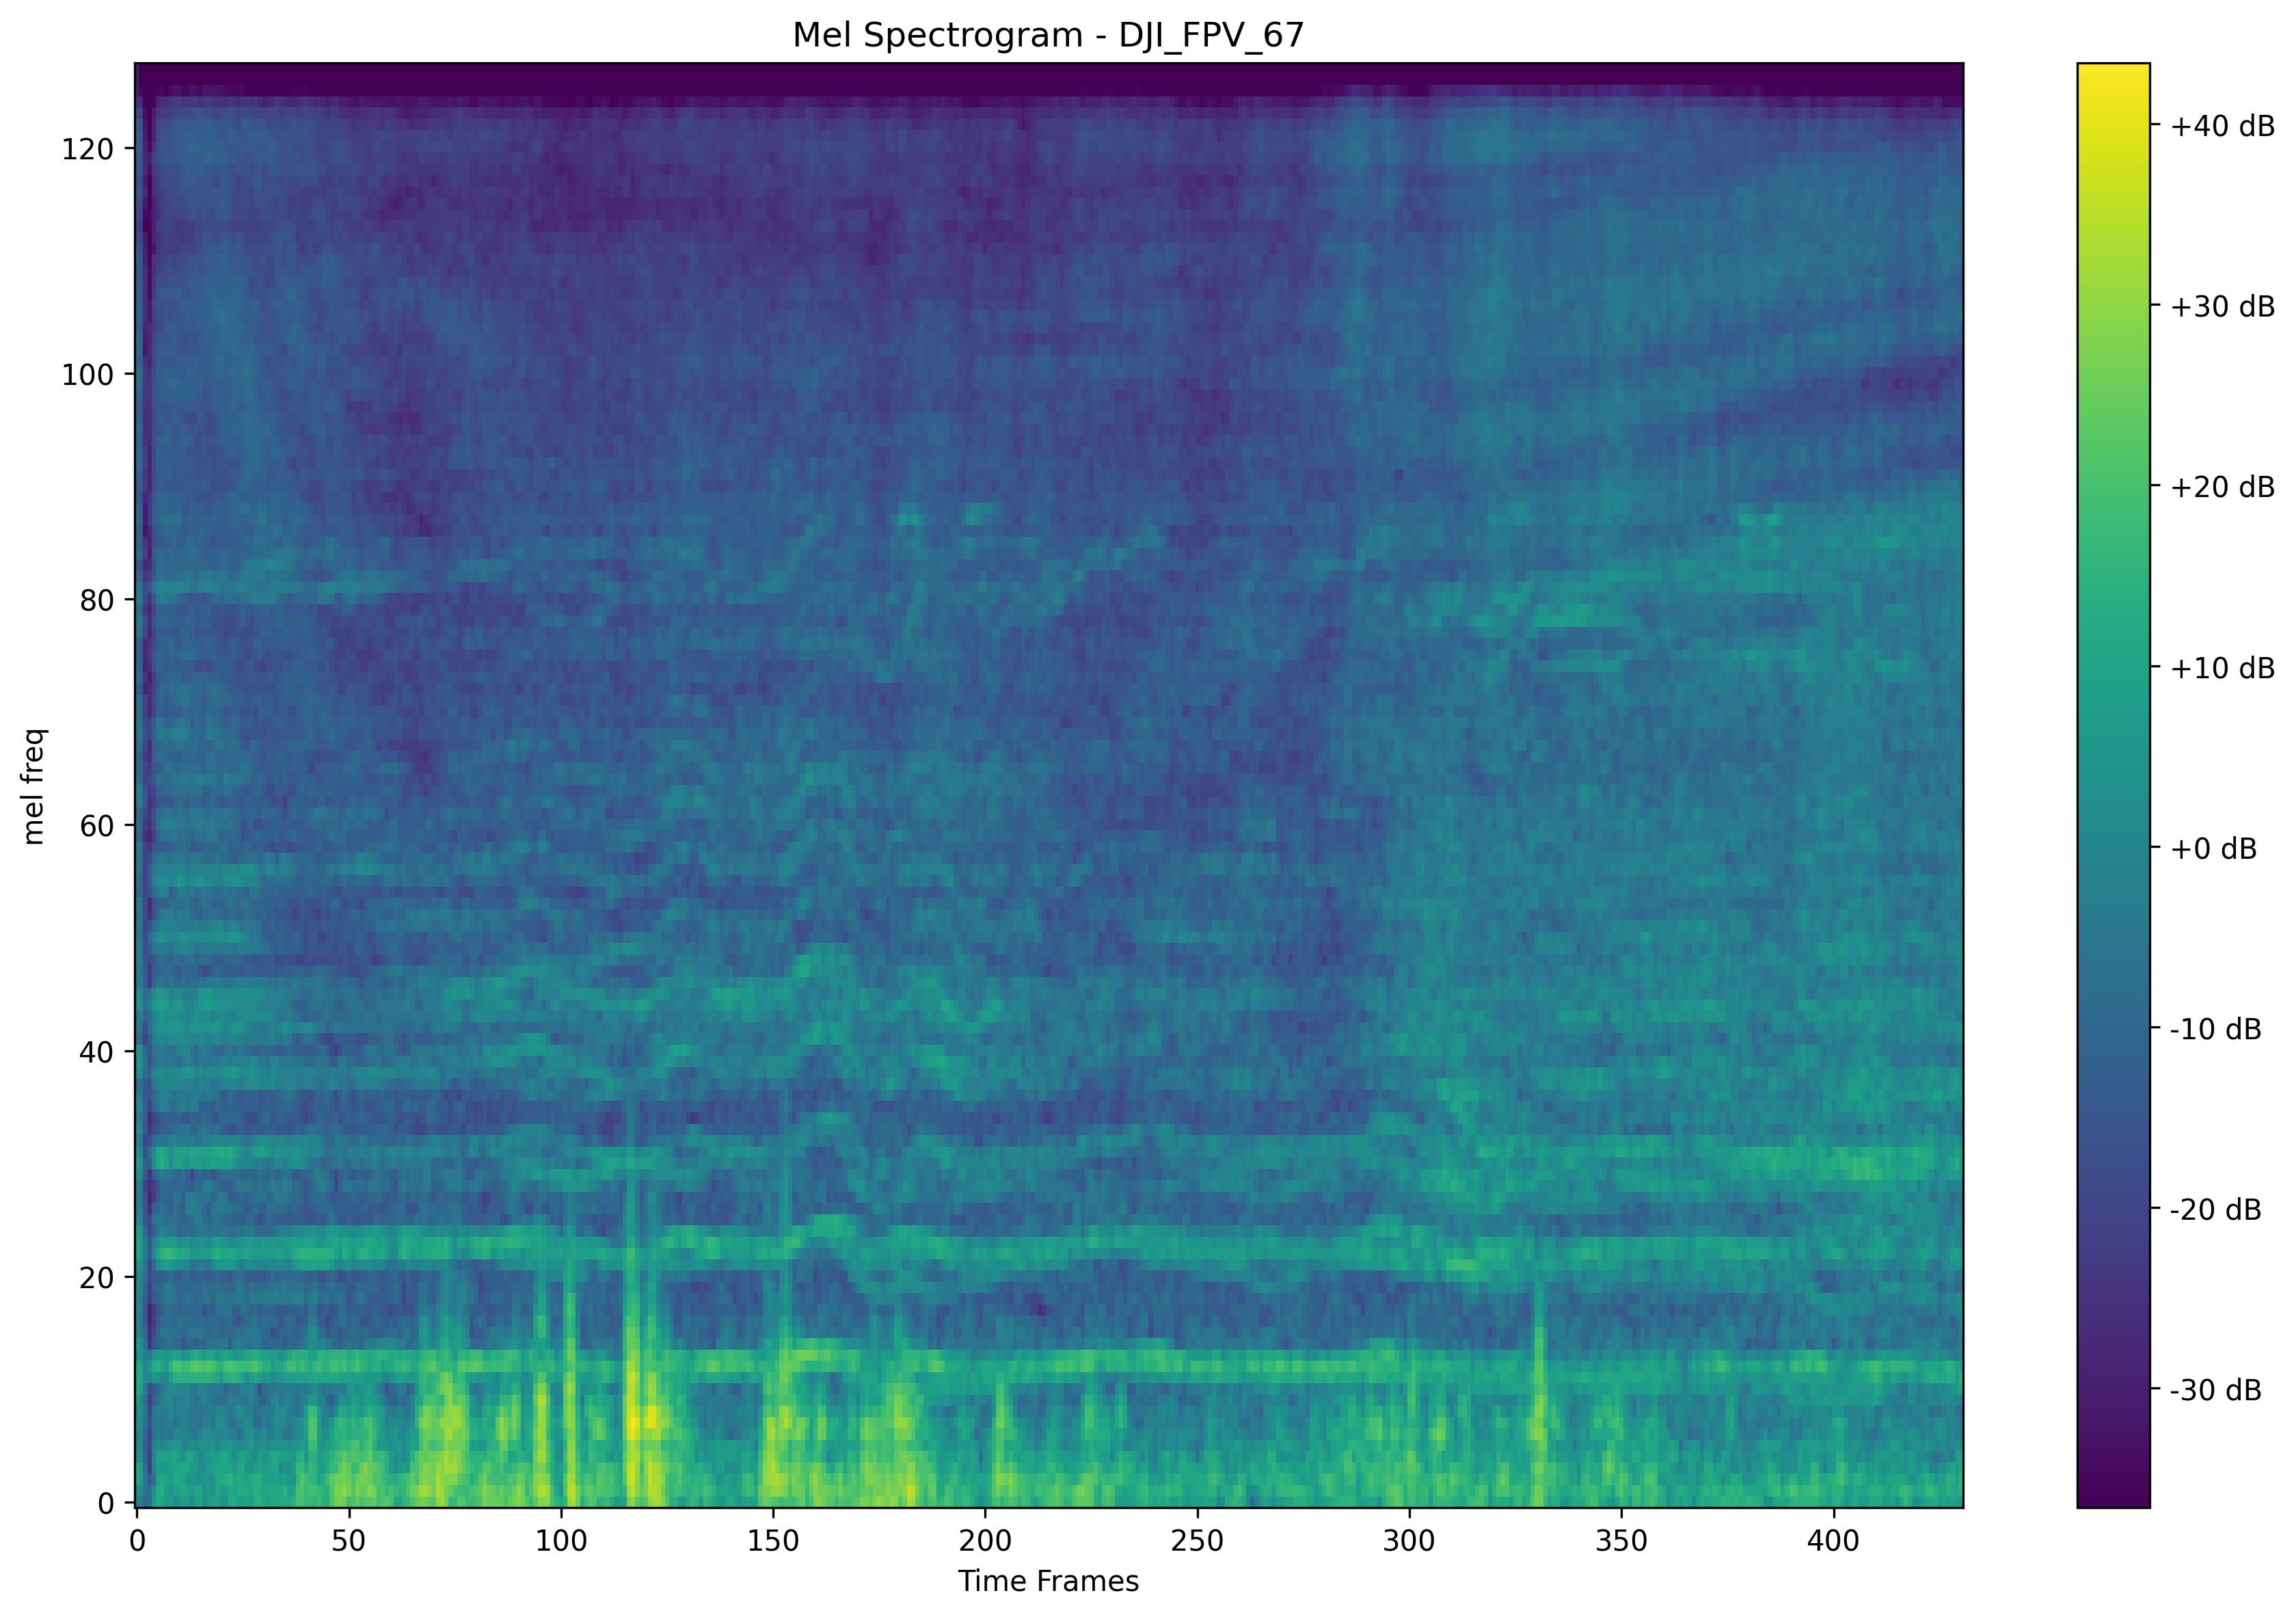 Mel Spectrogram - DJI_FPV_67
mel freq
120
100
80
60
40
20
0
0 50 100 150 200 250 300 350 400
Time Frames
+40 dB
+30 dB
+20 dB
+10 dB
+0 dB
-10 dB
-20 dB
-30 dB